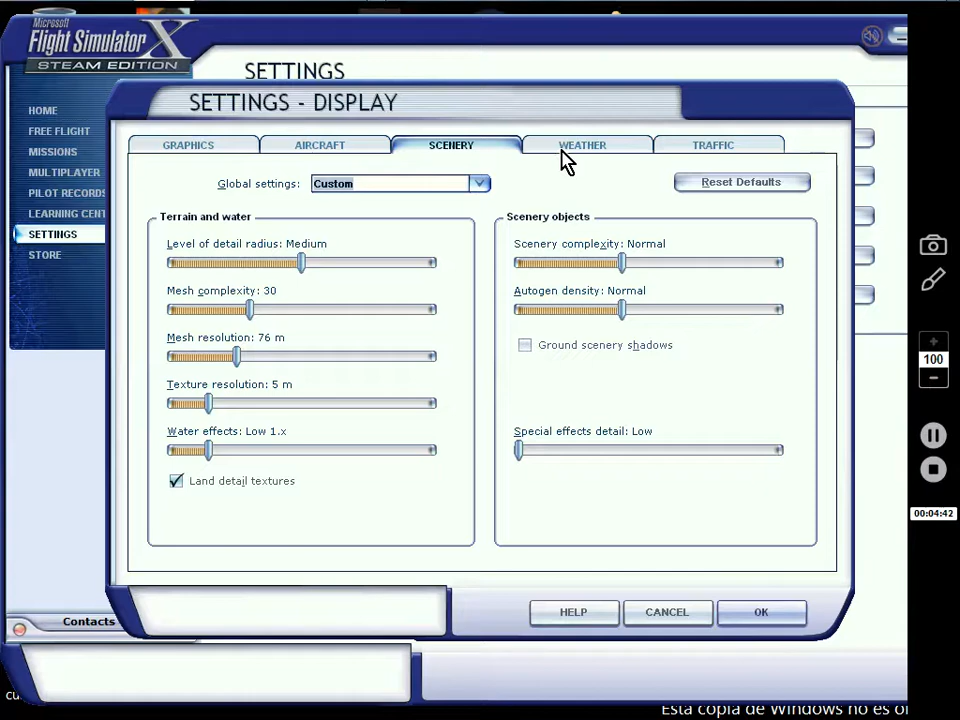 Microsoft
Flight Simulator X
STEAM EDITION
SETTINGS
SETTINGS - DISPLAY
HOME
FREE FLIGHT
MISSIONS
MULTIPLAYER
PILOT RECORDS
LEARNING CENT
SETTINGS
STORE
GRAPHICS
AIRCRAFT
SCENERY
WEATHER
TRAFFIC
Global settings: Custom
Reset Defaults
Terrain and water
Level of detail radius: Medium
Mesh complexity: 30
Mesh resolution: 76 m
Texture resolution: 5 m
Water effects: Low 1.x
Land detail textures
Scenery objects
Scenery complexity: Normal
Autogen density: Normal
Ground scenery shadows
Special effects detail: Low
HELP
CANCEL
OK
Contacts
100
00:04:42
cu
Esta copia de Windows no es